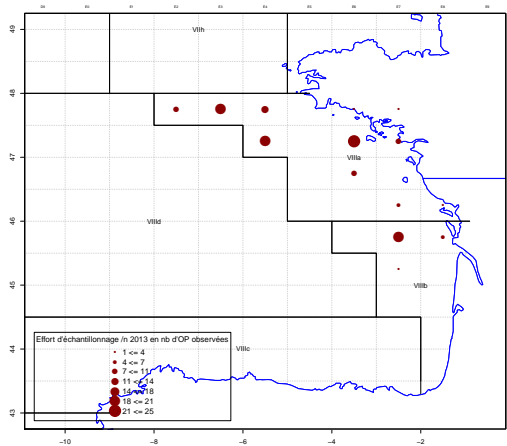 49
48
47
46
45
44
43
VIIh
VIIIa
VIIId
VIIIb
VIIIc
Effort d'échantillonnage /n 2013 en nb d'OP observées
1 <= 4
4 <= 7
7 <= 11
11 <= 14
14 <= 18
18 <= 21
21 <= 25
−10
−8
−6
−4
−2